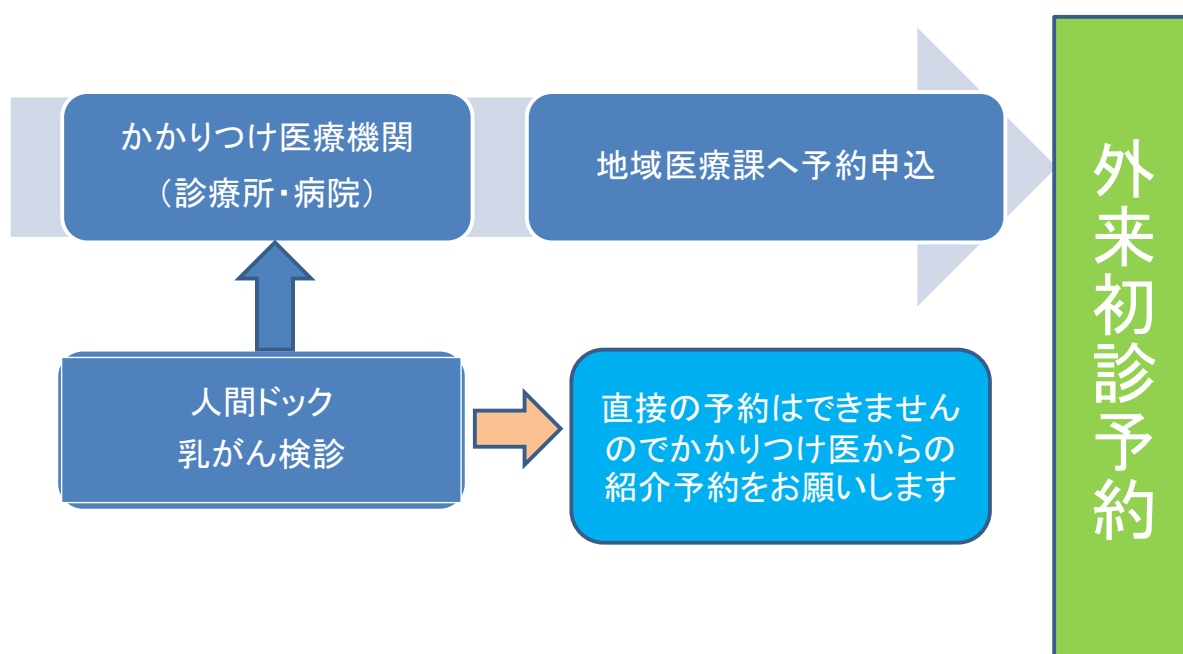 かかりつけ医療機関
（診療所・病院）
地域医療課へ予約申込
人間ドック
乳がん検診
直接の予約はできません
のでかかりつけ医からの
紹介予約をお願いします
外来初診予約